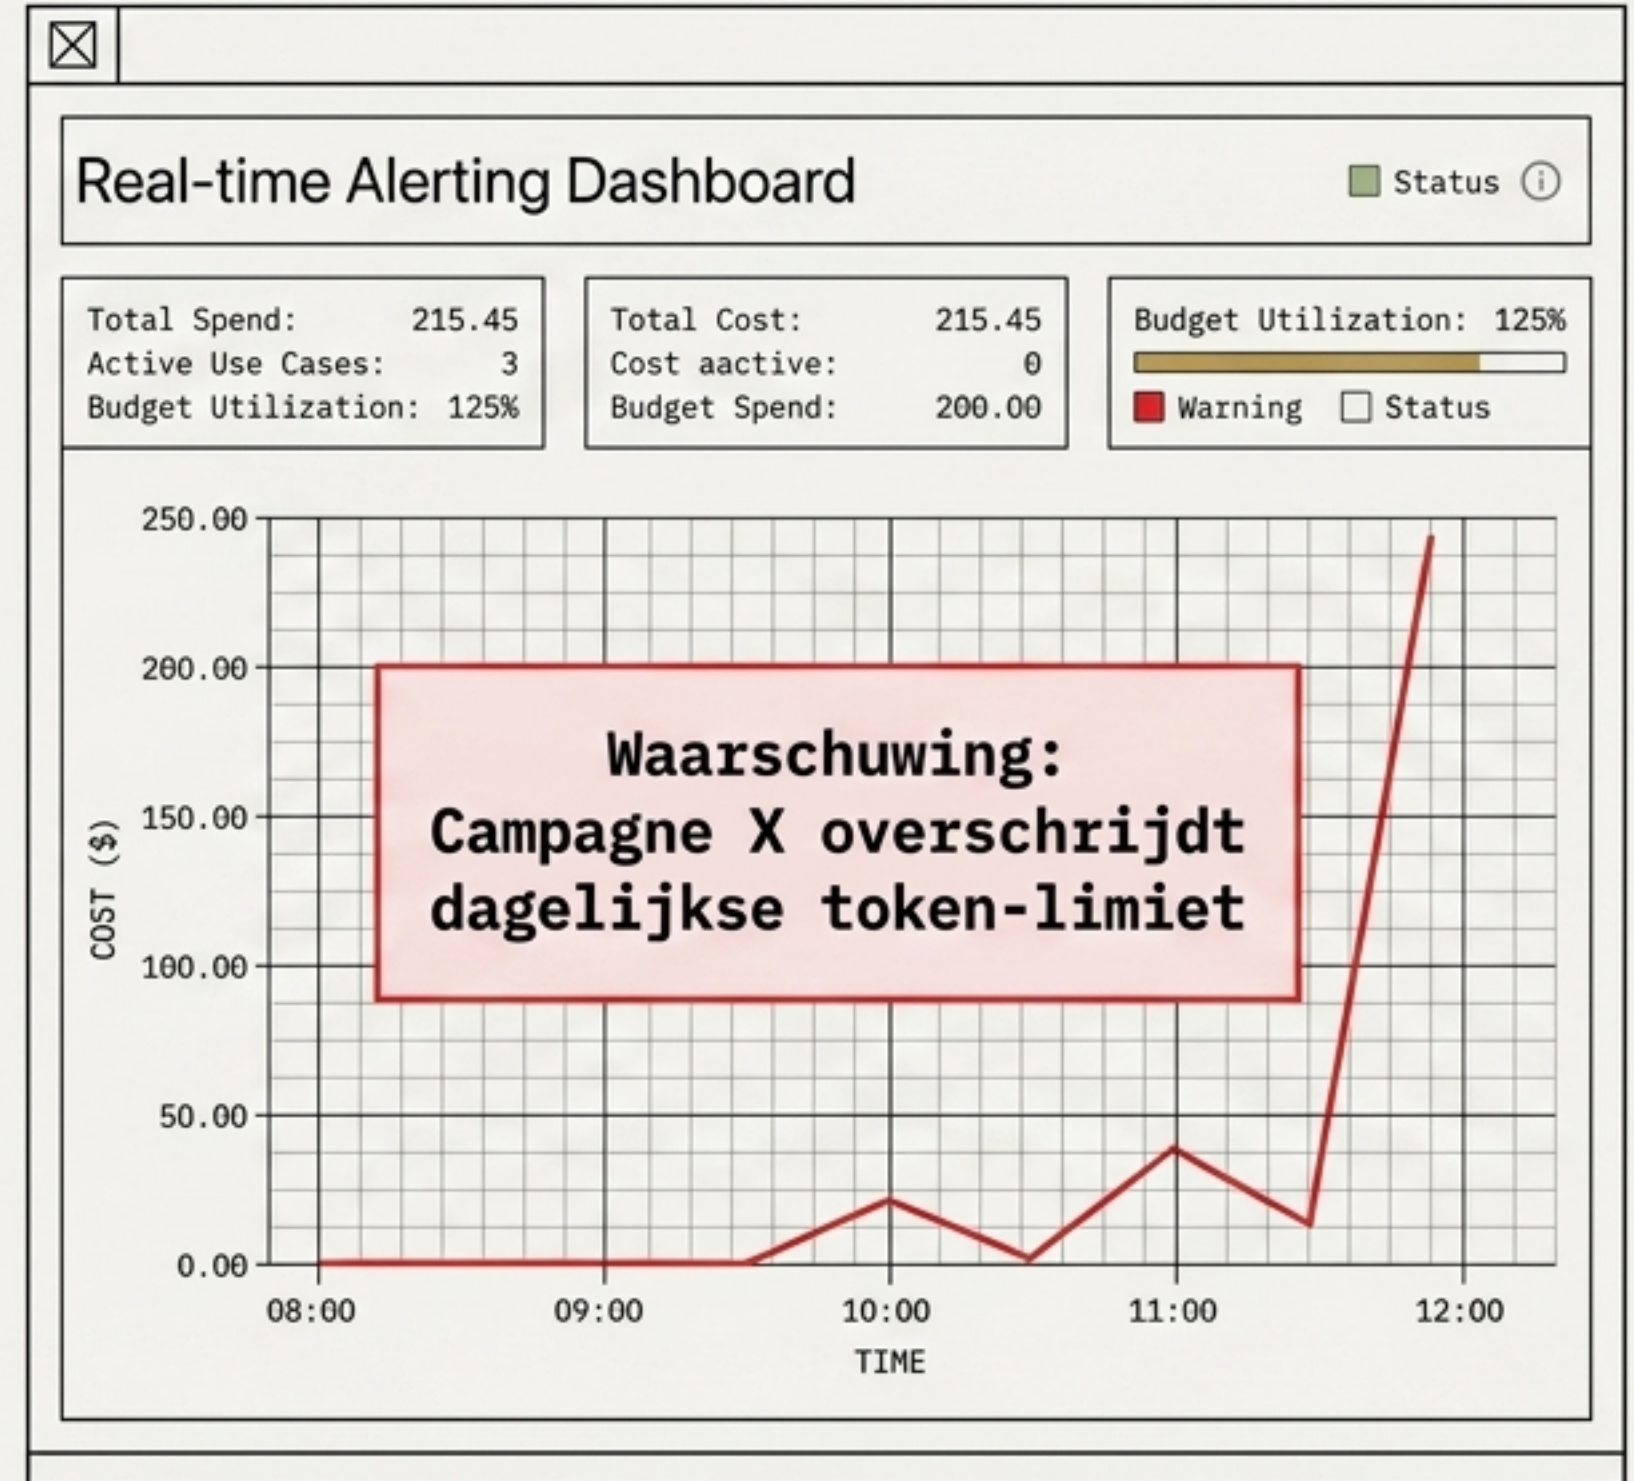 Real-time Alerting Dashboard
Status
Total Spend: 215.45
Active Use Cases: 3
Budget Utilization: 125%
Total Cost: 215.45
Cost aactive: 0
Budget Spend: 200.00
Budget Utilization: 125%
Warning Status
250.00
200.00
150.00
100.00
50.00
0.00
COST ($)
Waarschuwing:
Campagne X overschrijdt
dagelijkse token-limiet
08:00 09:00 10:00 11:00 12:00
TIME